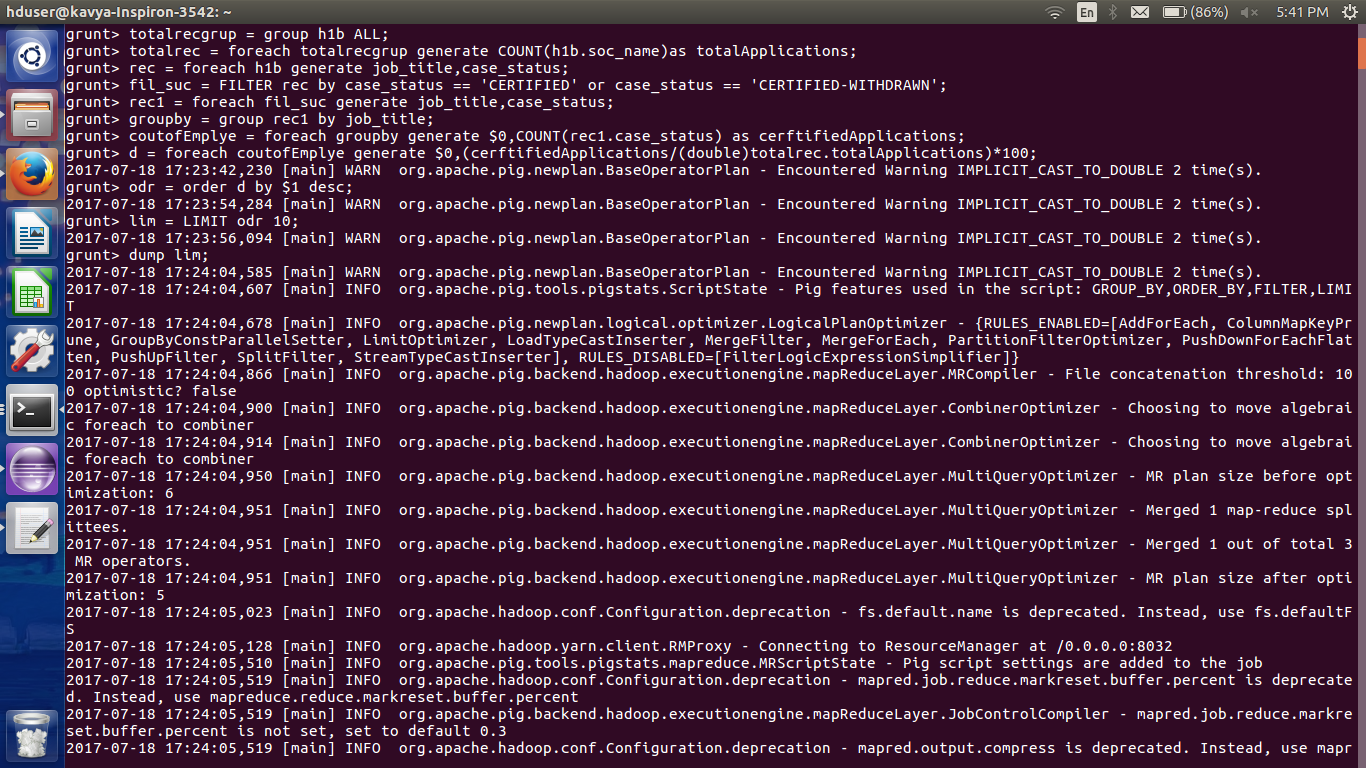 hduser@kavya-Inspiron-3542: ~
En
(86%)
5:41 PM
grunt> totalrecgrup = group h1b ALL;
grunt> totalrec = foreach totalrecgrup generate COUNT(h1b.soc_name)as totalApplications;
grunt> rec = foreach h1b generate job_title,case_status;
grunt> fil_suc = FILTER rec by case_status == 'CERTIFIED' or case_status == 'CERTIFIED-WITHDRAWN';
grunt> rec1 = foreach fil_suc generate job_title,case_status;
grunt> groupby = group rec1 by job_title;
grunt> coutofEmplye = foreach groupby generate $0,COUNT(rec1.case_status) as cerftifiedApplications;
grunt> d = foreach coutofEmplye generate $0,(cerftifiedApplications/(double)totalrec.totalApplications)*100;
2017-07-18 17:23:42,230 [main] WARN  org.apache.pig.newplan.BaseOperatorPlan - Encountered Warning IMPLICIT_CAST_TO_DOUBLE 2 time(s).
grunt> odr = order d by $1 desc;
2017-07-18 17:23:54,284 [main] WARN  org.apache.pig.newplan.BaseOperatorPlan - Encountered Warning IMPLICIT_CAST_TO_DOUBLE 2 time(s).
grunt> lim = LIMIT odr 10;
2017-07-18 17:23:56,094 [main] WARN  org.apache.pig.newplan.BaseOperatorPlan - Encountered Warning IMPLICIT_CAST_TO_DOUBLE 2 time(s).
grunt> dump lim;
2017-07-18 17:24:04,585 [main] WARN  org.apache.pig.newplan.BaseOperatorPlan - Encountered Warning IMPLICIT_CAST_TO_DOUBLE 2 time(s).
2017-07-18 17:24:04,607 [main] INFO  org.apache.pig.tools.pigstats.ScriptState - Pig features used in the script: GROUP_BY,ORDER_BY,FILTER,LIMI
T
2017-07-18 17:24:04,678 [main] INFO  org.apache.pig.newplan.logical.optimizer.LogicalPlanOptimizer - {RULES_ENABLED=[AddForEach, ColumnMapKeyPr
une, GroupByConstParallelSetter, LimitOptimizer, LoadTypeCastInserter, MergeFilter, MergeForEach, PartitionFilterOptimizer, PushDownForEachFlat
ten, PushUpFilter, SplitFilter, StreamTypeCastInserter], RULES_DISABLED=[FilterLogicExpressionSimplifier]}
2017-07-18 17:24:04,866 [main] INFO  org.apache.pig.backend.hadoop.executionengine.mapReduceLayer.MRCompiler - File concatenation threshold: 10
0 optimistic? false
2017-07-18 17:24:04,900 [main] INFO  org.apache.pig.backend.hadoop.executionengine.mapReduceLayer.CombinerOptimizer - Choosing to move algebrai
c foreach to combiner
2017-07-18 17:24:04,914 [main] INFO  org.apache.pig.backend.hadoop.executionengine.mapReduceLayer.CombinerOptimizer - Choosing to move algebrai
c foreach to combiner
2017-07-18 17:24:04,950 [main] INFO  org.apache.pig.backend.hadoop.executionengine.mapReduceLayer.MultiQueryOptimizer - MR plan size before opt
imization: 6
2017-07-18 17:24:04,951 [main] INFO  org.apache.pig.backend.hadoop.executionengine.mapReduceLayer.MultiQueryOptimizer - Merged 1 map-reduce spl
ittees.
2017-07-18 17:24:04,951 [main] INFO  org.apache.pig.backend.hadoop.executionengine.mapReduceLayer.MultiQueryOptimizer - Merged 1 out of total 3
 MR operators.
2017-07-18 17:24:04,951 [main] INFO  org.apache.pig.backend.hadoop.executionengine.mapReduceLayer.MultiQueryOptimizer - MR plan size after opti
mization: 5
2017-07-18 17:24:05,023 [main] INFO  org.apache.hadoop.conf.Configuration.deprecation - fs.default.name is deprecated. Instead, use fs.defaultF
S
2017-07-18 17:24:05,128 [main] INFO  org.apache.hadoop.yarn.client.RMProxy - Connecting to ResourceManager at /0.0.0.0:8032
2017-07-18 17:24:05,510 [main] INFO  org.apache.pig.tools.pigstats.mapreduce.MRScriptState - Pig script settings are added to the job
2017-07-18 17:24:05,519 [main] INFO  org.apache.hadoop.conf.Configuration.deprecation - mapred.job.reduce.markreset.buffer.percent is deprecate
d. Instead, use mapreduce.reduce.markreset.buffer.percent
2017-07-18 17:24:05,519 [main] INFO  org.apache.pig.backend.hadoop.executionengine.mapReduceLayer.JobControlCompiler - mapred.job.reduce.markre
set.buffer.percent is not set, set to default 0.3
2017-07-18 17:24:05,519 [main] INFO  org.apache.hadoop.conf.Configuration.deprecation - mapred.output.compress is deprecated. Instead, use mapr